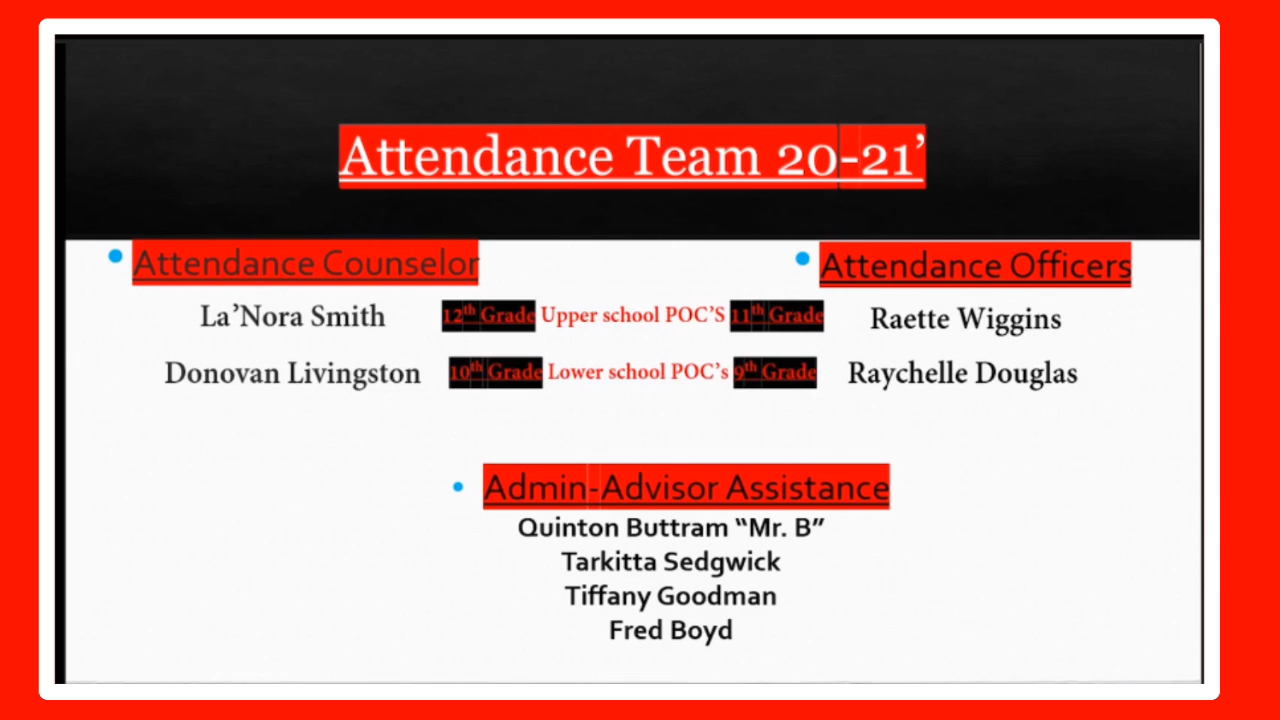 Attendance Team 20-21’
• Attendance Counselor
• Attendance Officers
La’Nora Smith 12th Grade Upper school POC’S 11th Grade Raette Wiggins
Donovan Livingston 10th Grade Lower school POC’s 9th Grade Raychelle Douglas
• Admin-Advisor Assistance
Quinton Buttram “Mr. B”
Tarkitta Sedgwick
Tiffany Goodman
Fred Boyd